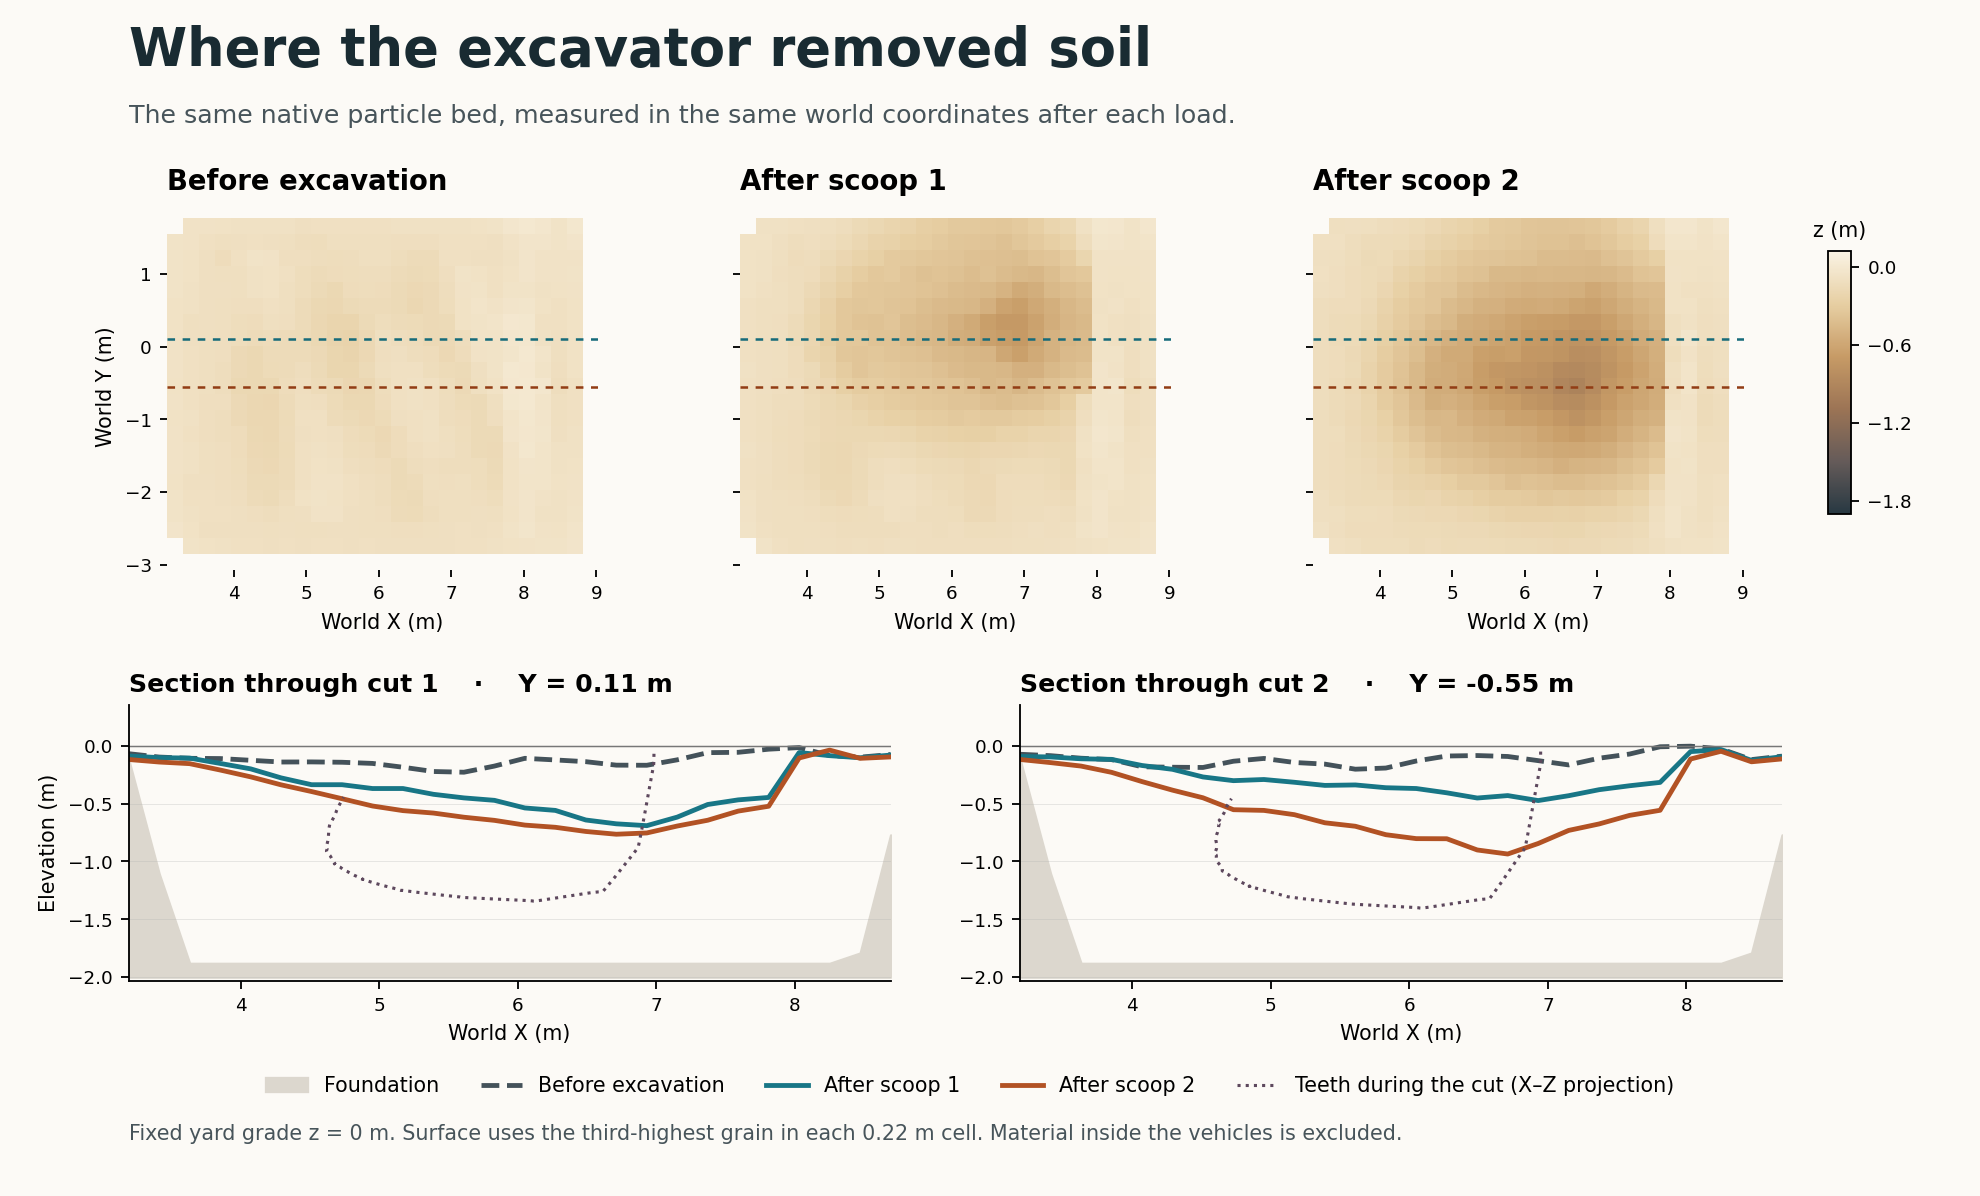 Where the excavator removed soil
The same native particle bed, measured in the same world coordinates after each load.
Before excavation
After scoop 1
After scoop 2
z (m)
0.0
−0.6
−1.2
−1.8
World Y (m)
1
0
−1
−2
−3
4 5 6 7 8 9
World X (m)
4 5 6 7 8 9
World X (m)
4 5 6 7 8 9
World X (m)
Section through cut 1 · Y = 0.11 m
Elevation (m)
0.0
−0.5
−1.0
−1.5
−2.0
4 5 6 7 8
World X (m)
Section through cut 2 · Y = -0.55 m
0.0
−0.5
−1.0
−1.5
−2.0
4 5 6 7 8
World X (m)
Foundation Before excavation After scoop 1 After scoop 2 Teeth during the cut (X–Z projection)
Fixed yard grade z = 0 m. Surface uses the third-highest grain in each 0.22 m cell. Material inside the vehicles is excluded.